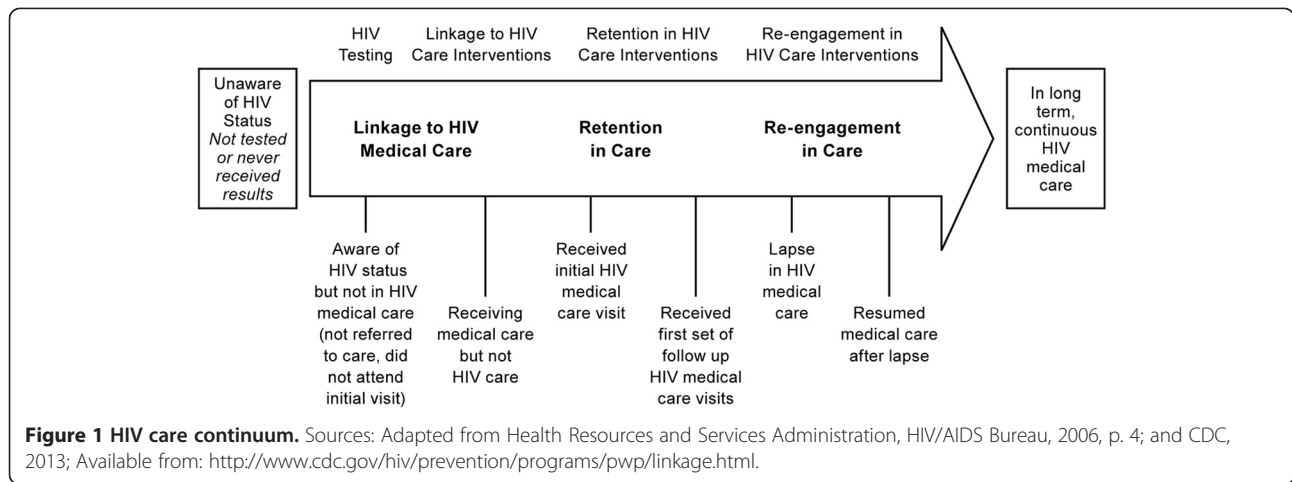 HIV
Testing
Linkage to HIV
Care Interventions
Retention in HIV
Care Interventions
Re-engagement in
HIV Care Interventions
Unaware
of HIV
Status
Not tested
or never
received
results
Linkage to HIV
Medical Care
Retention
in Care
Re-engagement
in Care
In long
term,
continuous
HIV
medical
care
Aware of
HIV status
but not in HIV
medical care
(not referred
to care, did
not attend
initial visit)
Receiving
medical care
but not
HIV care
Received
initial HIV
medical
care visit
Received
first set of
follow up
HIV medical
care visits
Lapse
in HIV
medical
care
Resumed
medical care
after lapse
Figure 1 HIV care continuum. Sources: Adapted from Health Resources and Services Administration, HIV/AIDS Bureau, 2006, p. 4; and CDC,
2013; Available from: http://www.cdc.gov/hiv/prevention/programs/pwp/linkage.html.